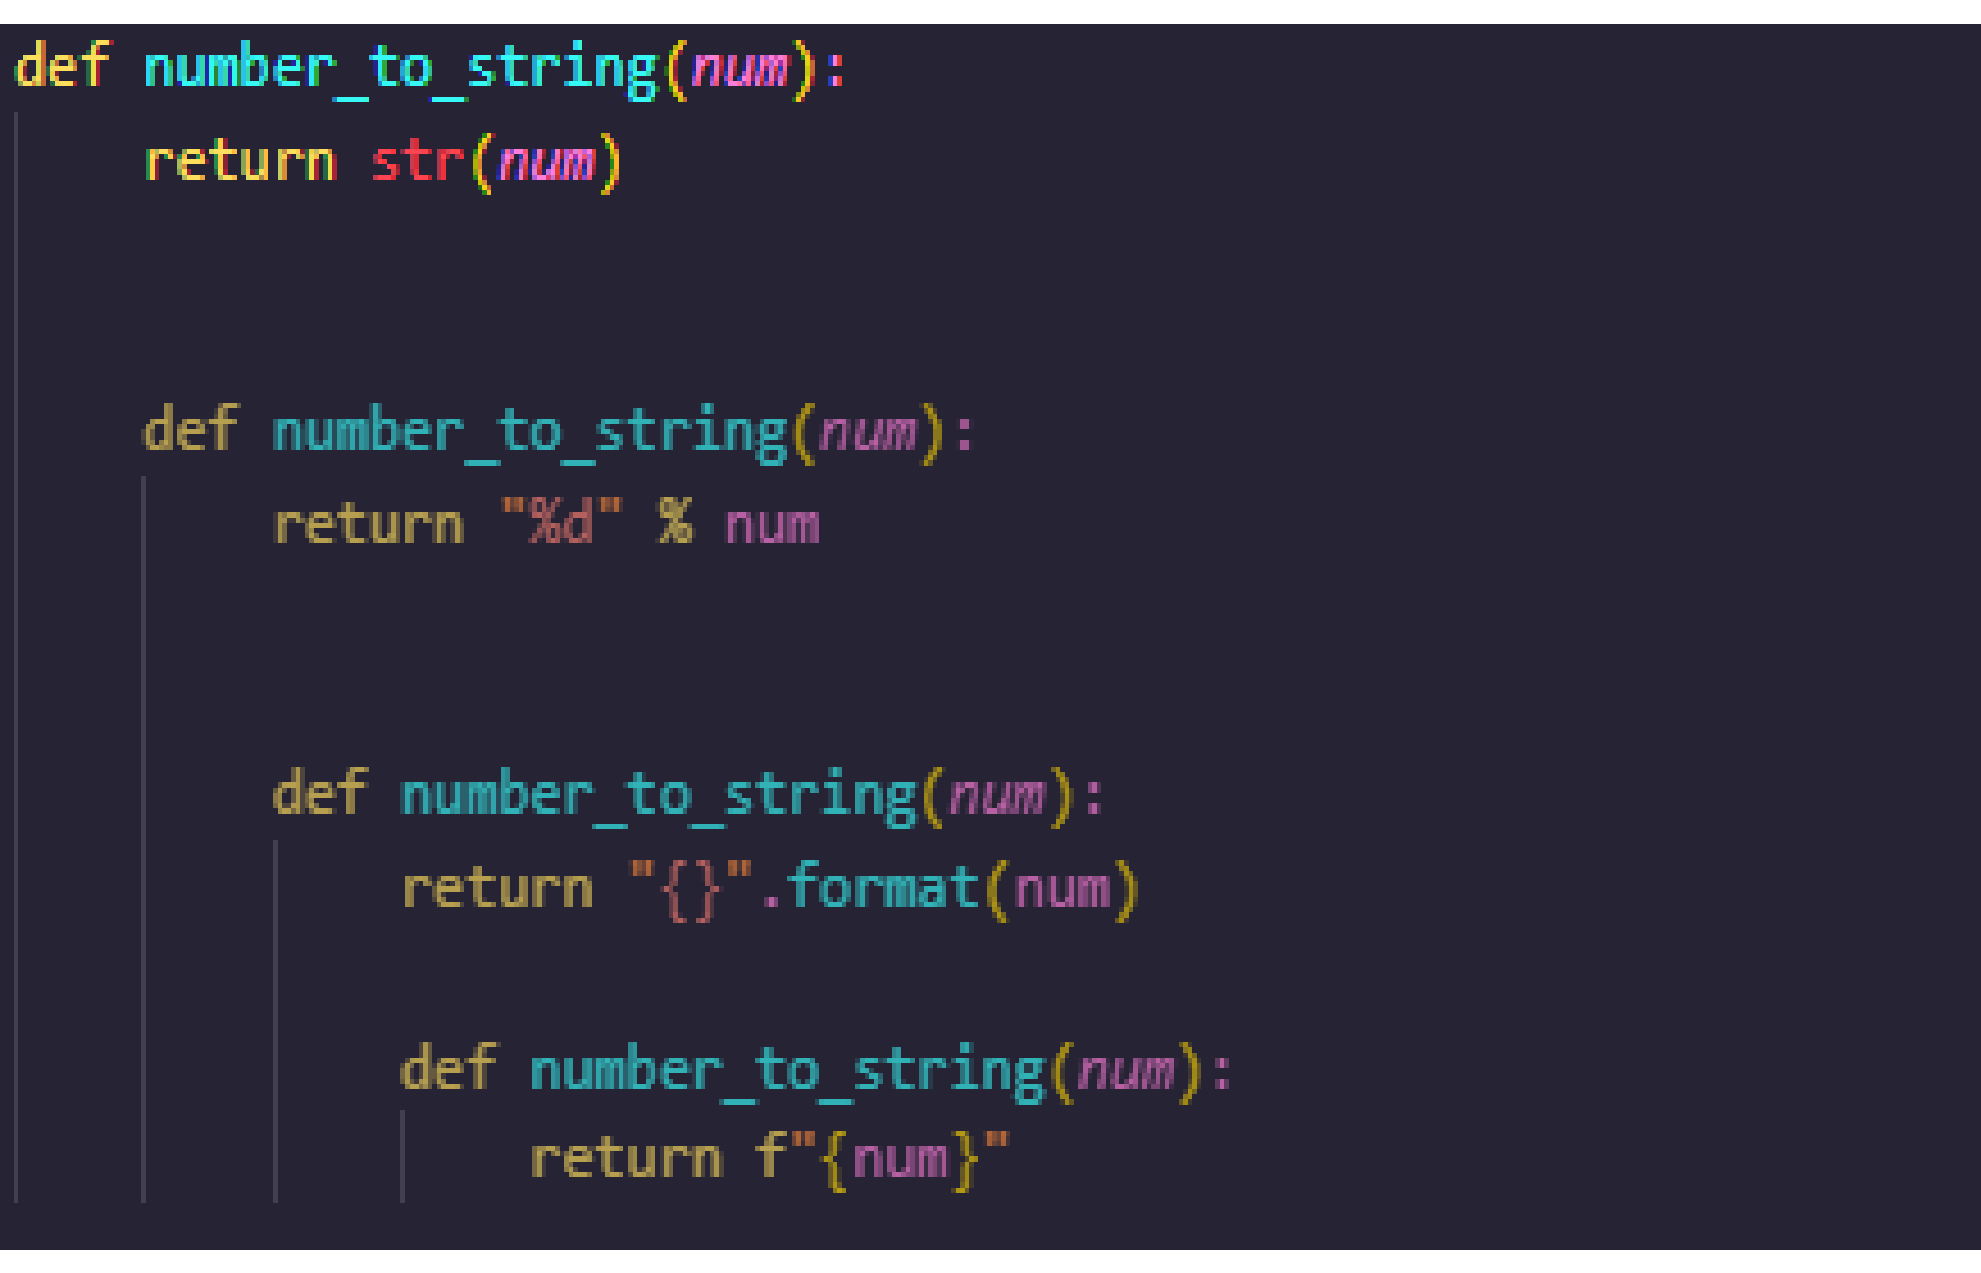 def number_to_string(num):
    return str(num)
    def number_to_string(num):
        return "%d" % num
        def number_to_string(num):
            return "{}".format(num)
            def number_to_string(num):
                return f"{num}"